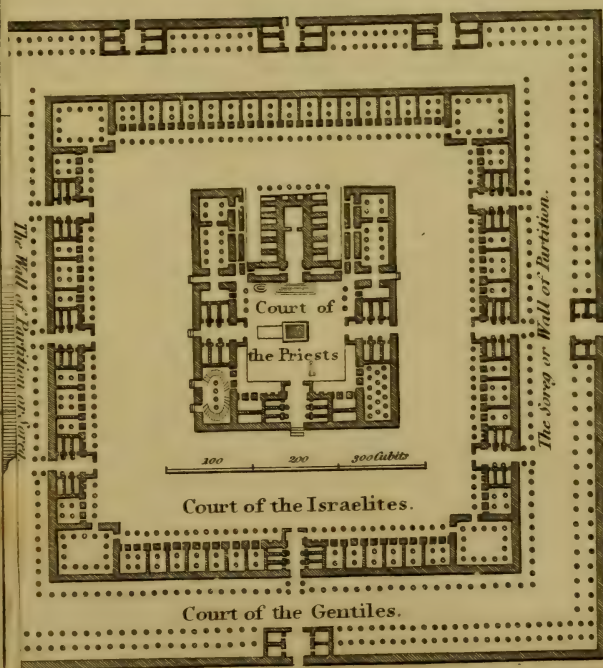 The Wall of Partition or Soreg.
The Soreg or Wall of Partition.
Court of
the Priests
100 200 300 Cubits
Court of the Israelites.
Court of the Gentiles.